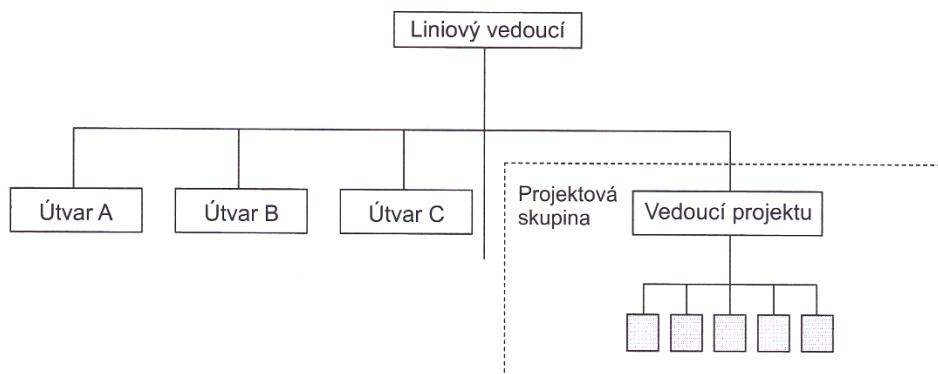 Liniový vedoucí
Útvar A
Útvar B
Útvar C
Projektová
skupina
Vedoucí projektu